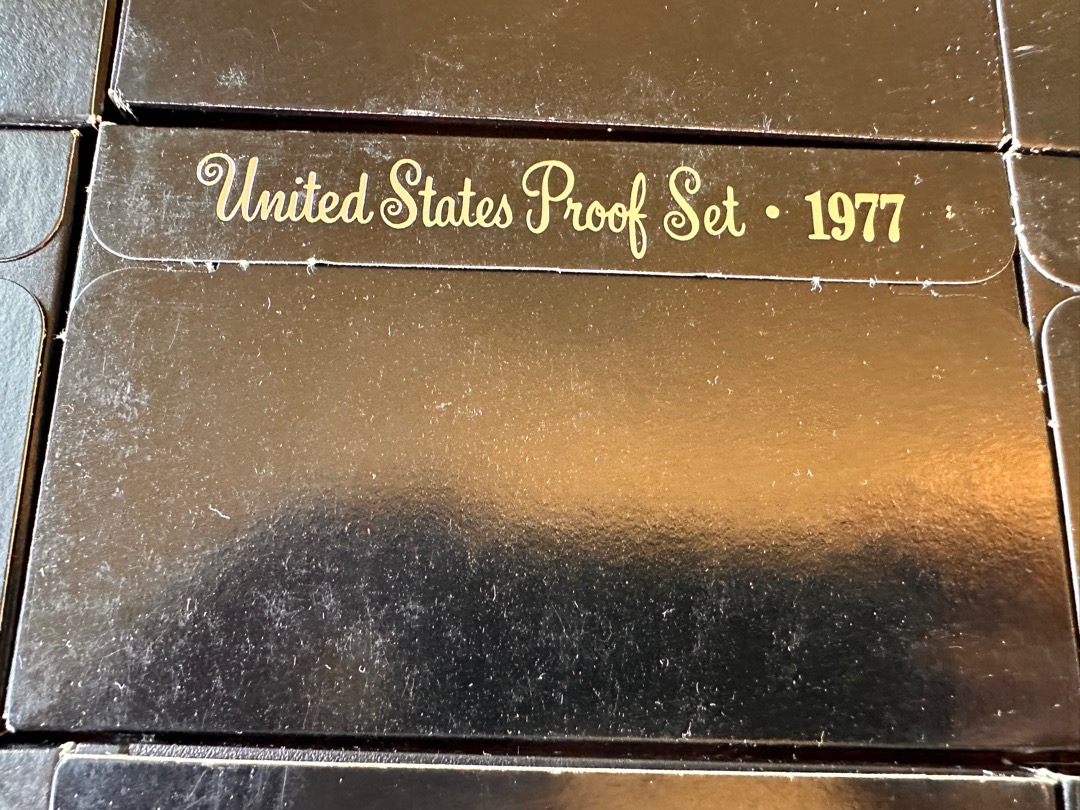 United States Proof Set • 1977